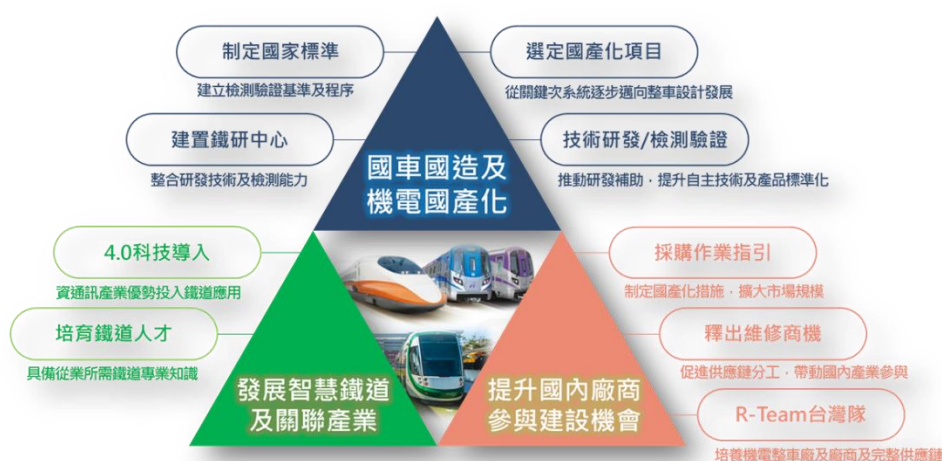 制定國家標準
建立檢測驗證基準及程序
選定國產化項目
從關鍵次系統逐步邁向整車設計發展
建置鐵研中心
整合研發技術及檢測能力
技術研發/檢測驗證
推動研發補助，提升自主技術及產品標準化
國車國造及
機電國產化
4.0科技導入
資通訊產業優勢投入鐵道應用
培育鐵道人才
具備從業所需鐵道專業知識
發展智慧鐵道
及關聯產業
採購作業指引
制定國產化措施，擴大市場規模
釋出維修商機
促進供應鏈分工，帶動國內產業參與
R-Team台灣隊
培養機電整車廠及廠商及完整供應鏈
提升國內廠商
參與建設機會